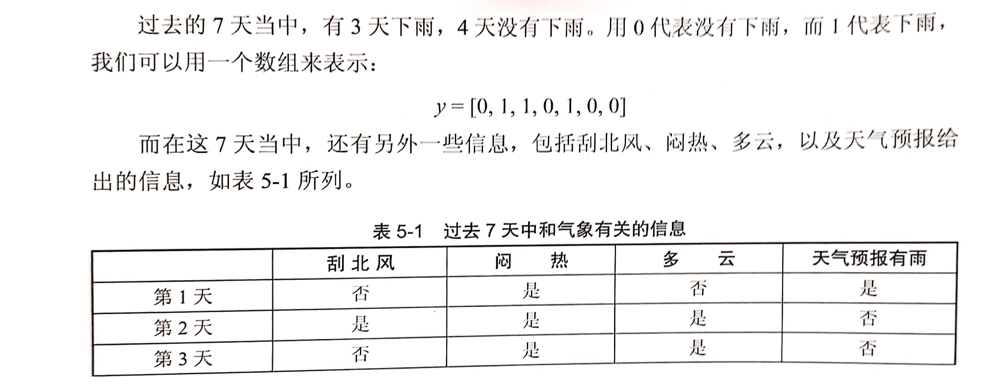 过去的 7 天当中，有 3 天下雨，4 天没有下雨。用 0 代表没有下雨，而 1 代表下雨，
我们可以用一个数组来表示：
y = [0, 1, 1, 0, 1, 0, 0]
而在这 7 天当中，还有另外一些信息，包括刮北风、闷热、多云，以及天气预报给
出的信息，如表 5-1 所列。
表 5-1 过去 7 天中和气象有关的信息
刮北风 闷热 多云 天气预报有雨
第 1 天 否 是 否 是
第 2 天 是 是 是 否
第 3 天 否 是 是 否